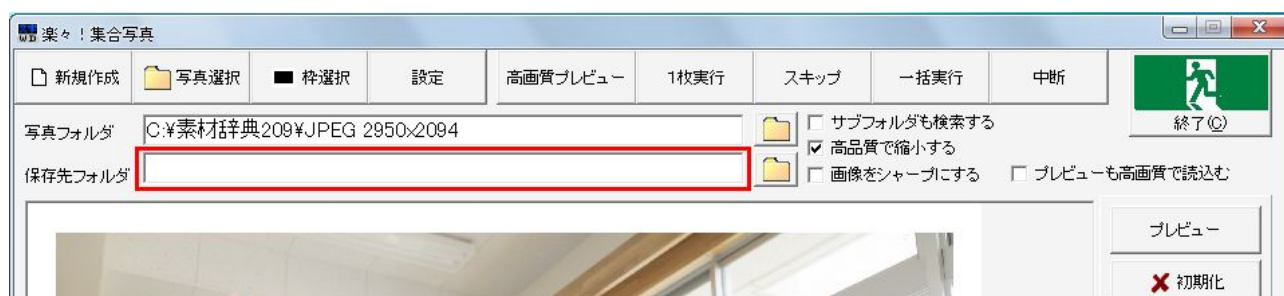 楽々!集合写真
新規作成 写真選択 枠選択 設定 高画質プレビュー 1枚実行 スキップ 一括実行 中断
終了(C)
写真フォルダ C:¥素材辞典209¥JPEG 2950x2094
サブフォルダも検索する
高品質で縮小する
保存先フォルダ
画像をシャープにする プレビューも高画質で読込む
プレビュー
初期化